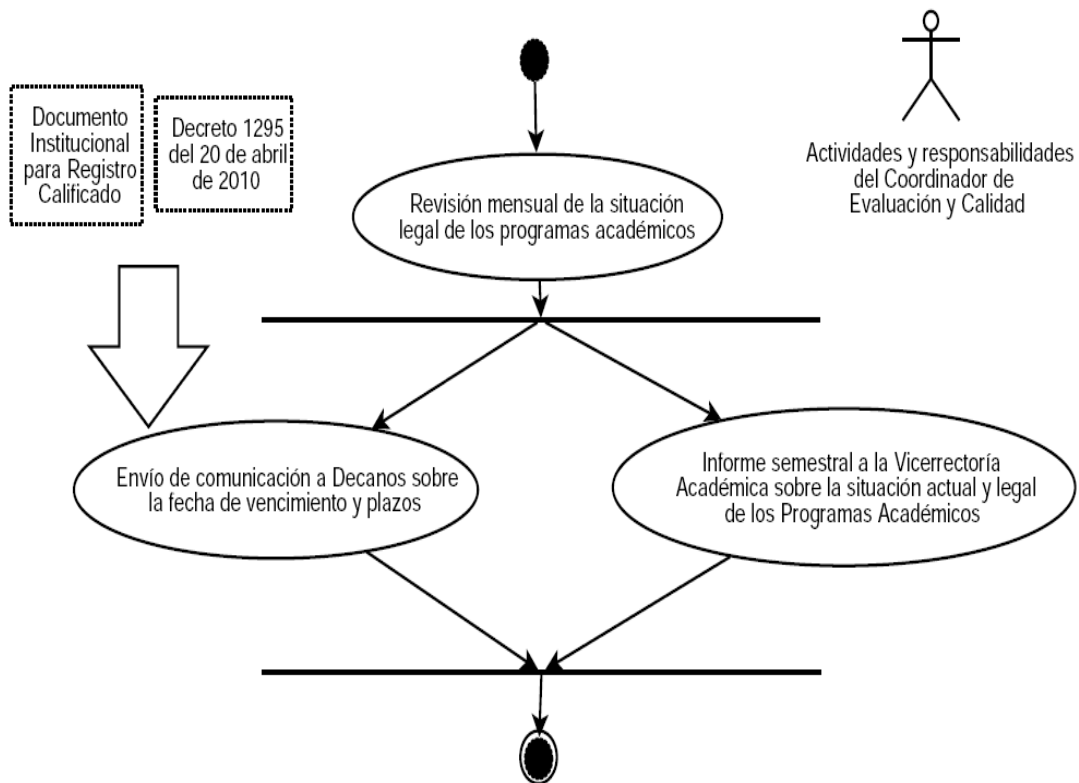 Documento
Institucional
para Registro
Calificado
Decreto 1295
del 20 de abril
de 2010
Actividades y responsabilidades
del Coordinador de
Evaluación y Calidad
Revisión mensual de la situación
legal de los programas académicos
Envío de comunicación a Decanos sobre
la fecha de vencimiento y plazos
Informe semestral a la Vicerrectoría
Académica sobre la situación actual y legal
de los Programas Académicos